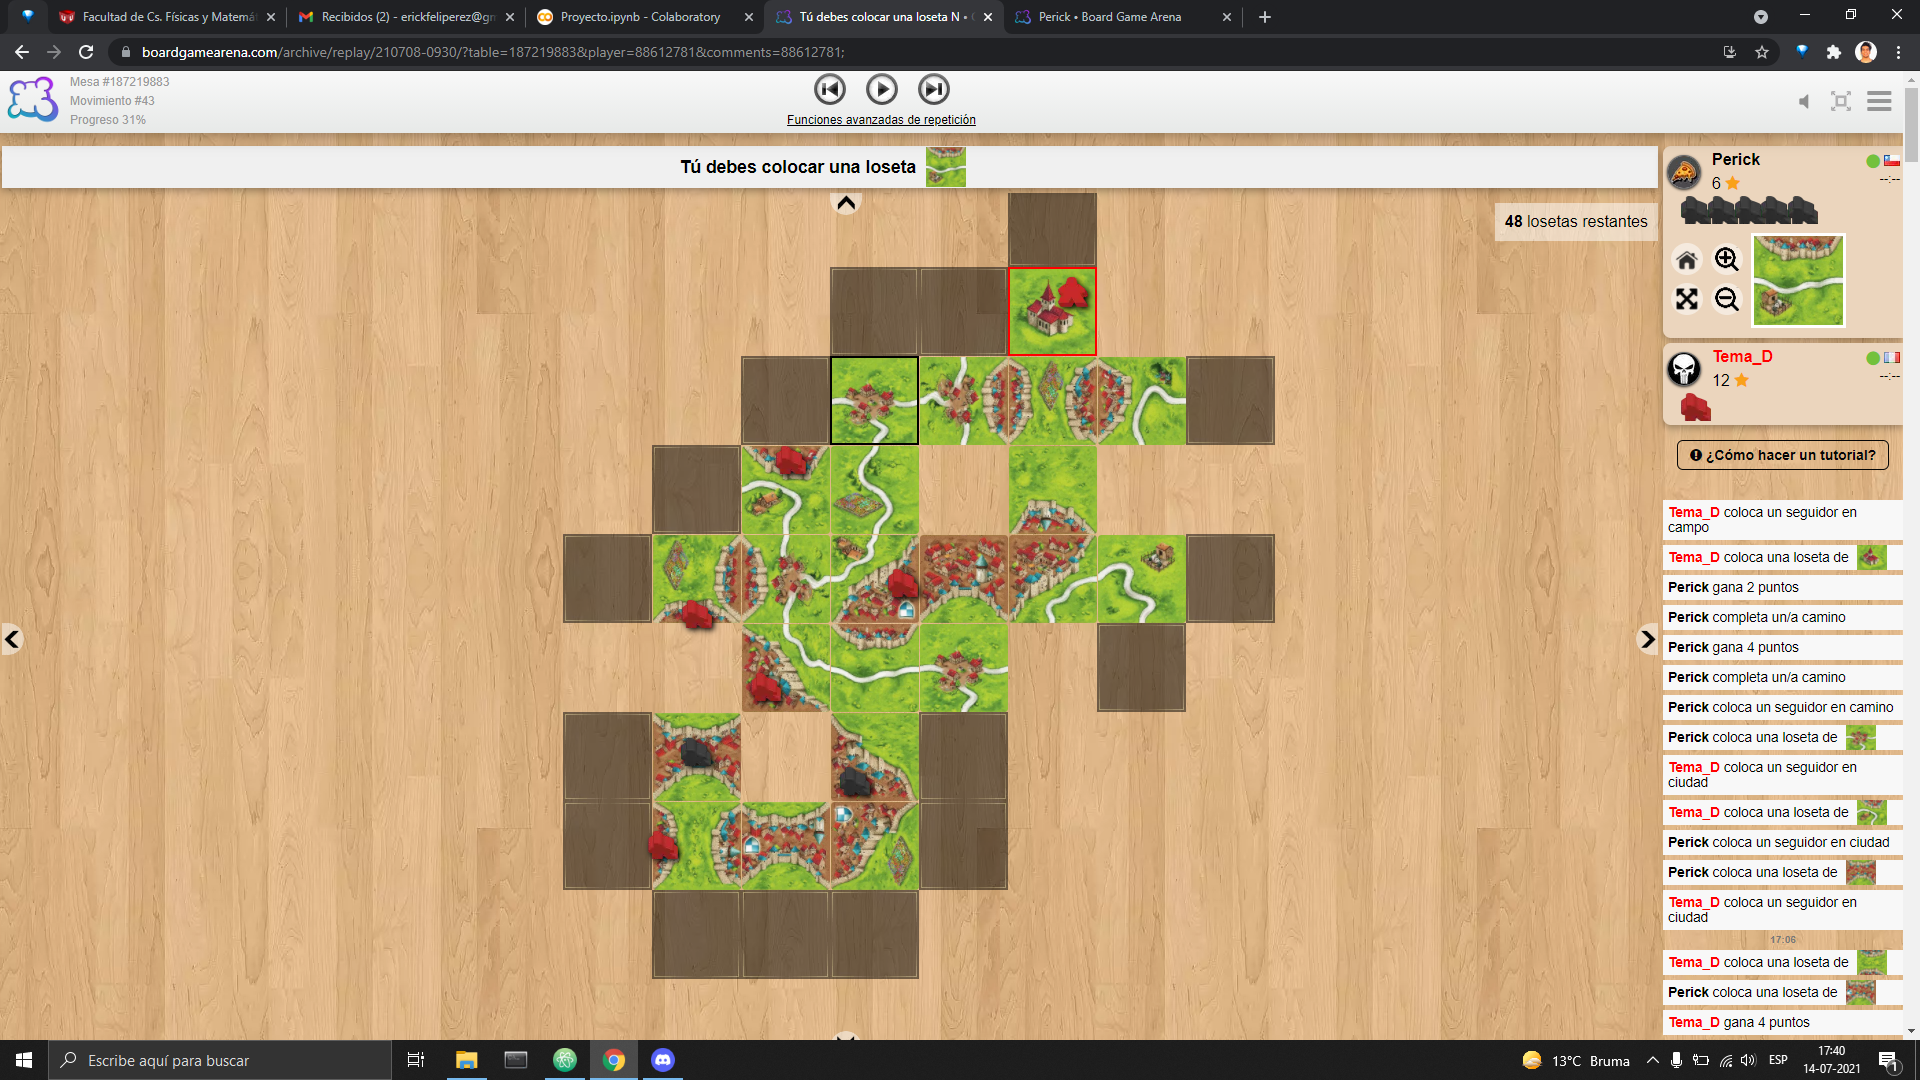 Facultad de Cs. Físicas y Matemá
Recibidos (2) - erickfeliperez@gm
Proyecto.ipynb - Colaboratory
Tú debes colocar una loseta N •
Perick • Board Game Arena
boardgamearena.com/archive/replay/210708-0930/?table=187219883&player=88612781&comments=88612781;
Mesa #187219883
Movimiento #43
Progreso 31%
Funciones avanzadas de repetición
Tú debes colocar una loseta
48 losetas restantes
Perick
6
--:--
Tema_D
12
--:--
¿Cómo hacer un tutorial?
Tema_D coloca un seguidor en
campo
Tema_D coloca una loseta de
Perick gana 2 puntos
Perick completa un/a camino
Perick gana 4 puntos
Perick completa un/a camino
Perick coloca un seguidor en camino
Perick coloca una loseta de
Tema_D coloca un seguidor en
ciudad
Tema_D coloca una loseta de
Perick coloca un seguidor en ciudad
Perick coloca una loseta de
Tema_D coloca un seguidor en
ciudad
17:06
Tema_D coloca una loseta de
Perick coloca una loseta de
Tema_D gana 4 puntos
Escribe aquí para buscar
13°C Bruma
ESP
17:40
14-07-2021
1